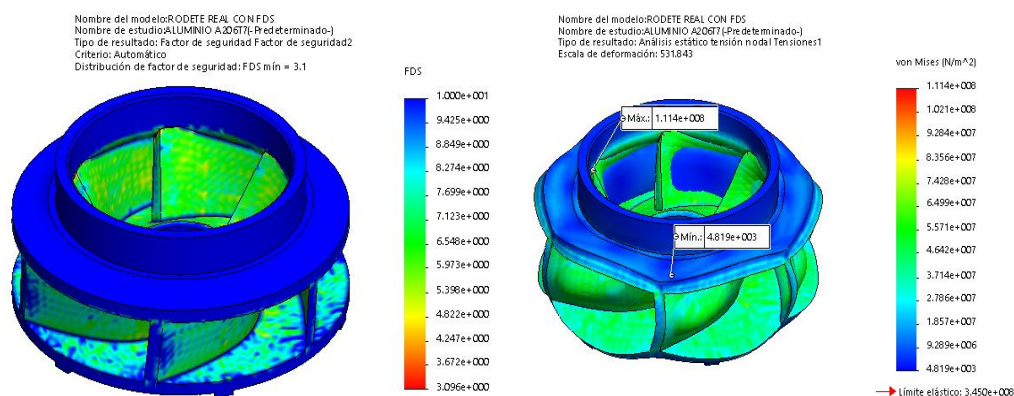 Nombre del modelo:RODETE REAL CON FDS
Nombre de estudio:ALUMINIO A206T7(-Predeterminado-)
Tipo de resultado: Factor de seguridad Factor de seguridad2
Criterio: Automático
Distribución de factor de seguridad: FDS mín = 3.1
FDS
1.000e+001
9.425e+000
8.849e+000
8.274e+000
7.699e+000
7.123e+000
6.548e+000
5.973e+000
5.398e+000
4.822e+000
4.247e+000
3.672e+000
3.096e+000
Nombre del modelo:RODETE REAL CON FDS
Nombre de estudio:ALUMINIO A206T7(-Predeterminado-)
Tipo de resultado: Análisis estático tensión nodal Tensiones1
Escala de deformación: 531.843
Máx.: 1.114e+008
Mín.: 4.819e+003
von Mises (N/m^2)
1.114e+008
1.021e+008
9.284e+007
8.356e+007
7.428e+007
6.499e+007
5.571e+007
4.642e+007
3.714e+007
2.786e+007
1.857e+007
9.289e+006
4.819e+003
Límite elástico: 3.450e+008